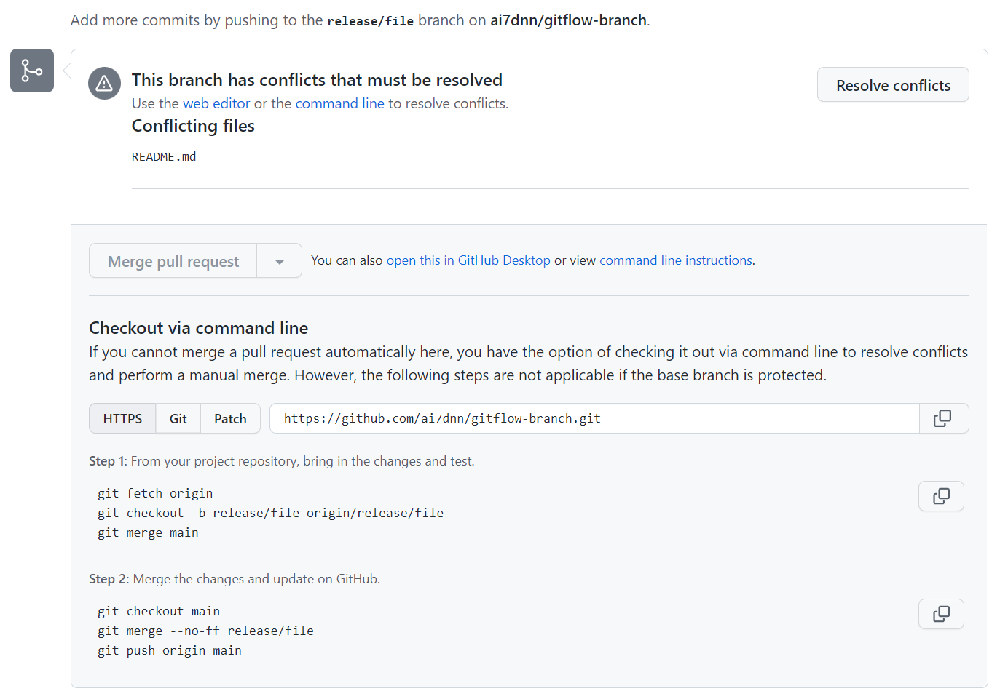 Add more commits by pushing to the release/file branch on ai7dnn/gitflow-branch.
This branch has conflicts that must be resolved
Resolve conflicts
Use the web editor or the command line to resolve conflicts.
Conflicting files
README.md
Merge pull request
You can also open this in GitHub Desktop or view command line instructions.
Checkout via command line
If you cannot merge a pull request automatically here, you have the option of checking it out via command line to resolve conflicts
and perform a manual merge. However, the following steps are not applicable if the base branch is protected.
HTTPS Git Patch https://github.com/ai7dnn/gitflow-branch.git
Step 1: From your project repository, bring in the changes and test.
git fetch origin
git checkout -b release/file origin/release/file
git merge main
Step 2: Merge the changes and update on GitHub.
git checkout main
git merge --no-ff release/file
git push origin main